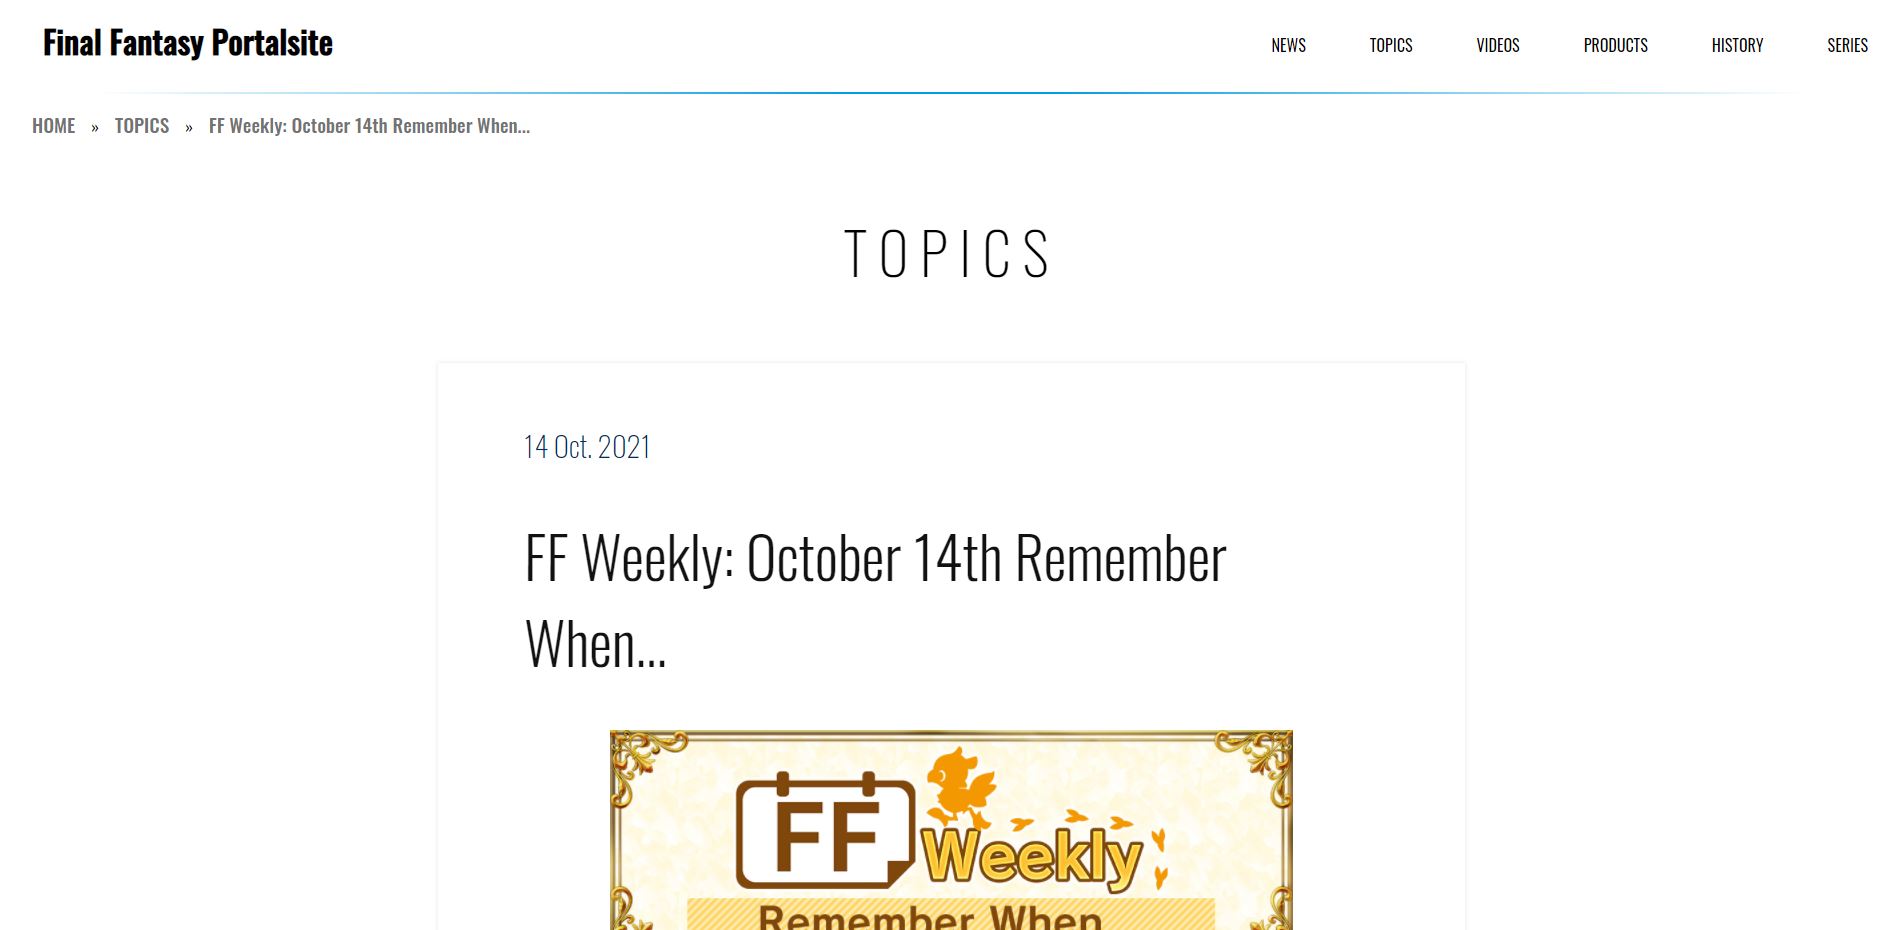 Final Fantasy Portalsite
NEWS TOPICS VIDEOS PRODUCTS HISTORY SERIES
HOME » TOPICS » FF Weekly: October 14th Remember When...
TOPICS
14 Oct. 2021
FF Weekly: October 14th Remember
When...
FF Weekly
Remember When